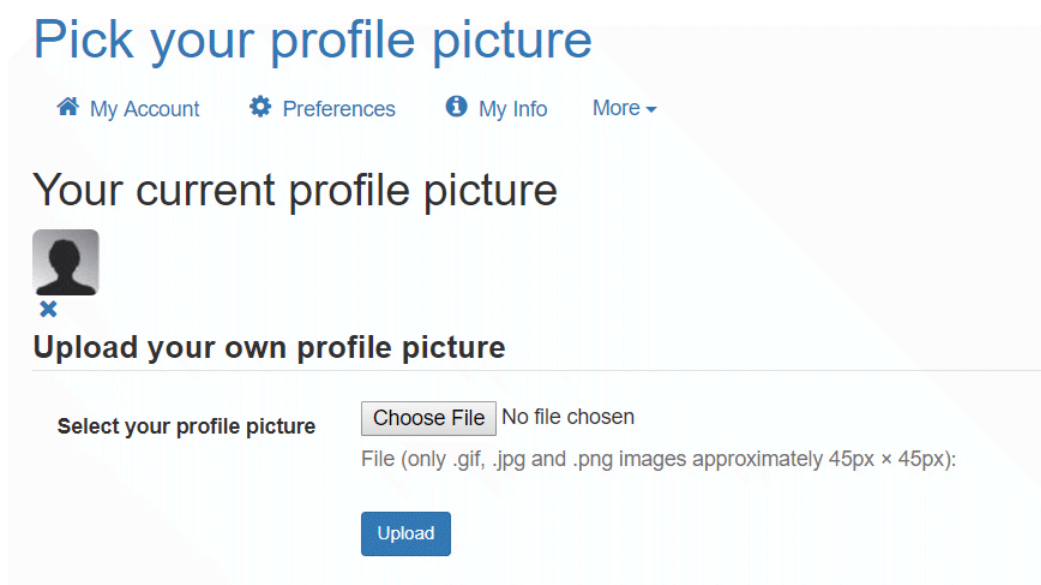 Pick your profile picture
My Account Preferences My Info More
Your current profile picture
Upload your own profile picture
Select your profile picture Choose File No file chosen
File (only .gif, .jpg and .png images approximately 45px × 45px):
Upload